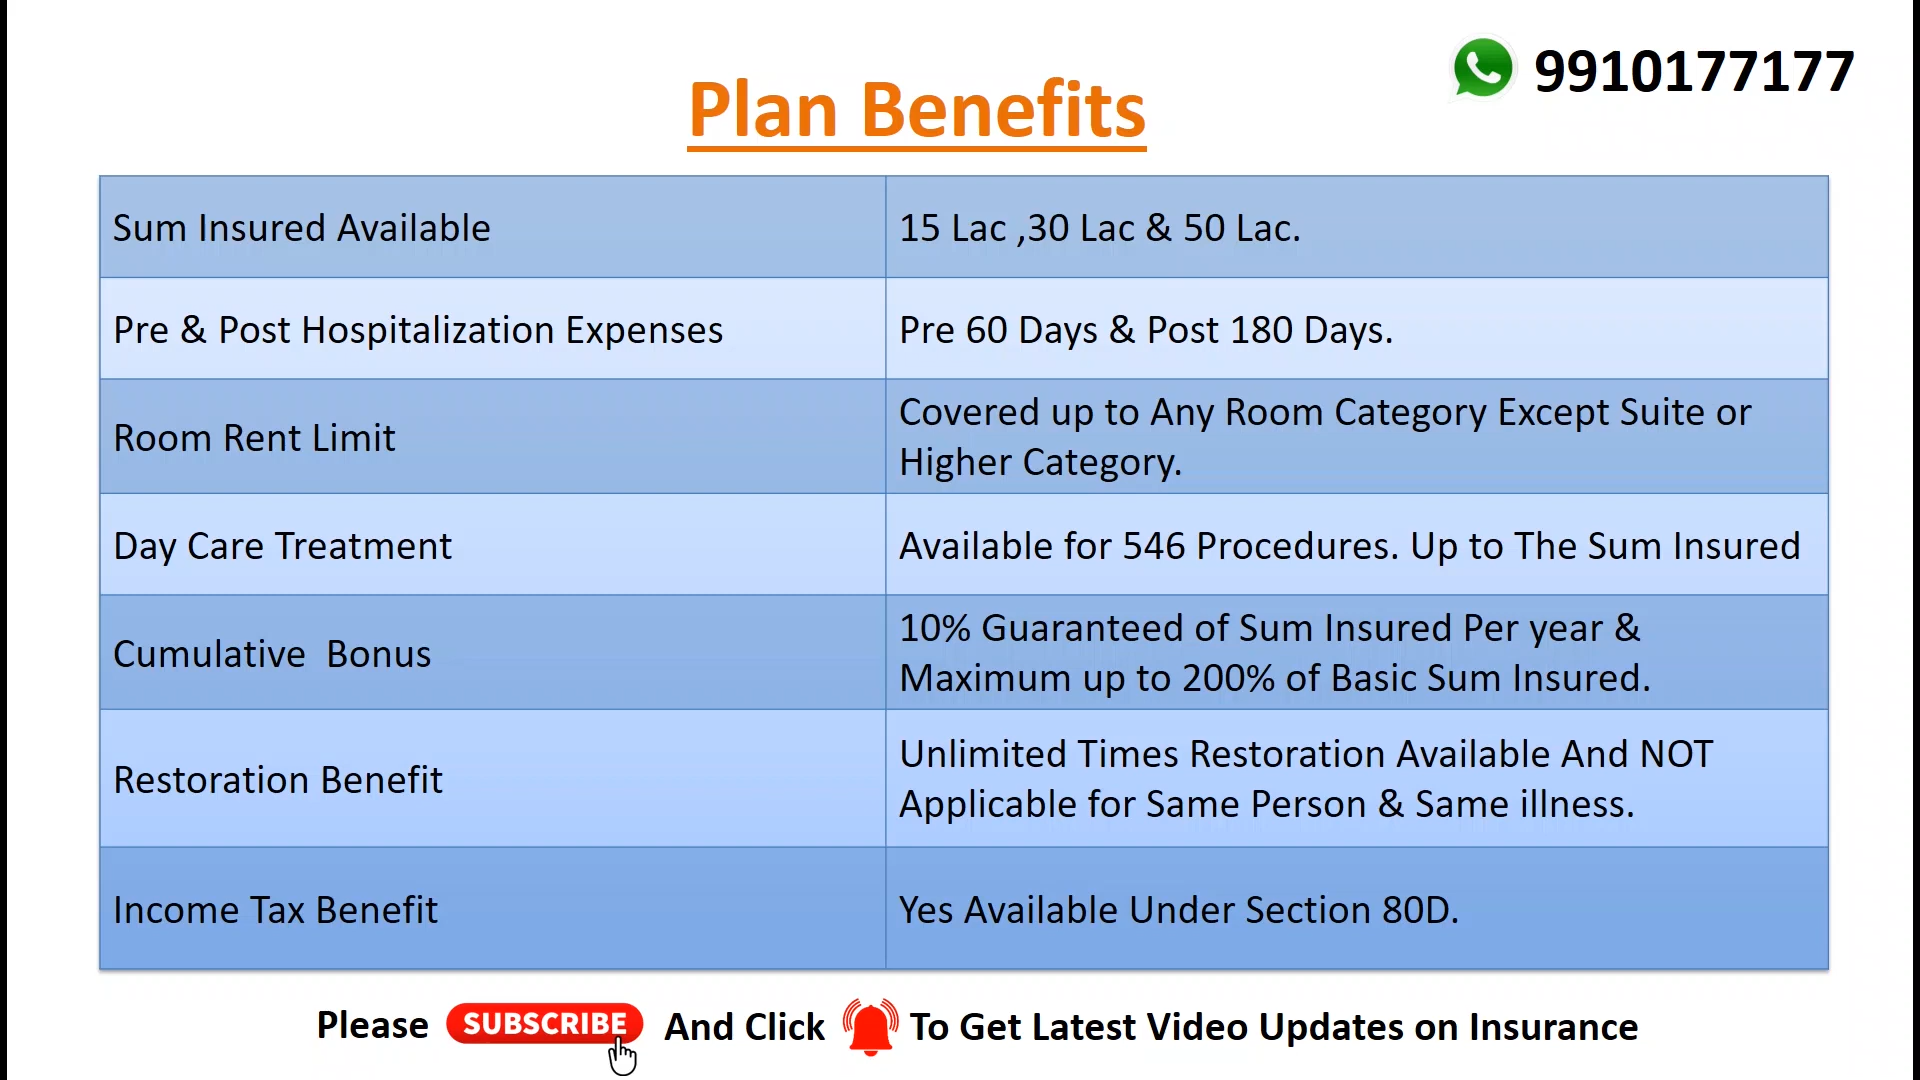 9910177177
Plan Benefits
Sum Insured Available
15 Lac ,30 Lac & 50 Lac.
Pre & Post Hospitalization Expenses
Pre 60 Days & Post 180 Days.
Room Rent Limit
Covered up to Any Room Category Except Suite or
Higher Category.
Day Care Treatment
Available for 546 Procedures. Up to The Sum Insured
Cumulative  Bonus
10% Guaranteed of Sum Insured Per year &
Maximum up to 200% of Basic Sum Insured.
Restoration Benefit
Unlimited Times Restoration Available And NOT
Applicable for Same Person & Same illness.
Income Tax Benefit
Yes Available Under Section 80D.
Please SUBSCRIBE And Click To Get Latest Video Updates on Insurance